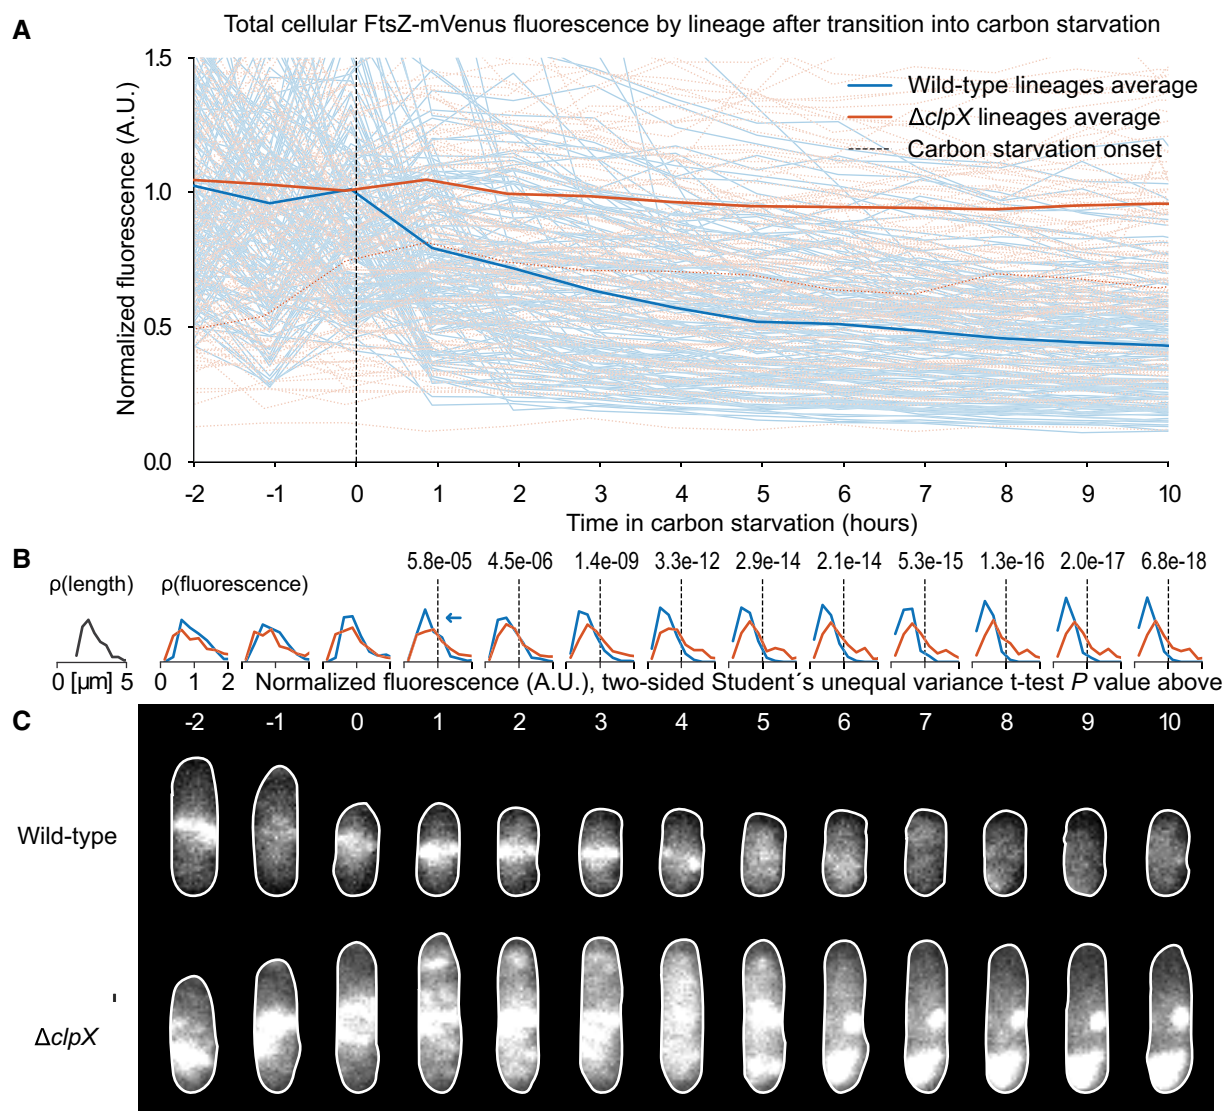 A
Total cellular FtsZ-mVenus fluorescence by lineage after transition into carbon starvation
Normalized fluorescence (A.U.)
1.5
1.0
0.5
0.0
Wild-type lineages average
ΔclpX lineages average
Carbon starvation onset
-2 -1 0 1 2 3 4 5 6 7 8 9 10
Time in carbon starvation (hours)
B
5.8e-05 4.5e-06 1.4e-09 3.3e-12 2.9e-14 2.1e-14 5.3e-15 1.3e-16 2.0e-17 6.8e-18
ρ(length) ρ(fluorescence)
0 [µm] 5 0 1 2 Normalized fluorescence (A.U.), two-sided Student´s unequal variance t-test P value above
C
-2 -1 0 1 2 3 4 5 6 7 8 9 10
Wild-type
ΔclpX